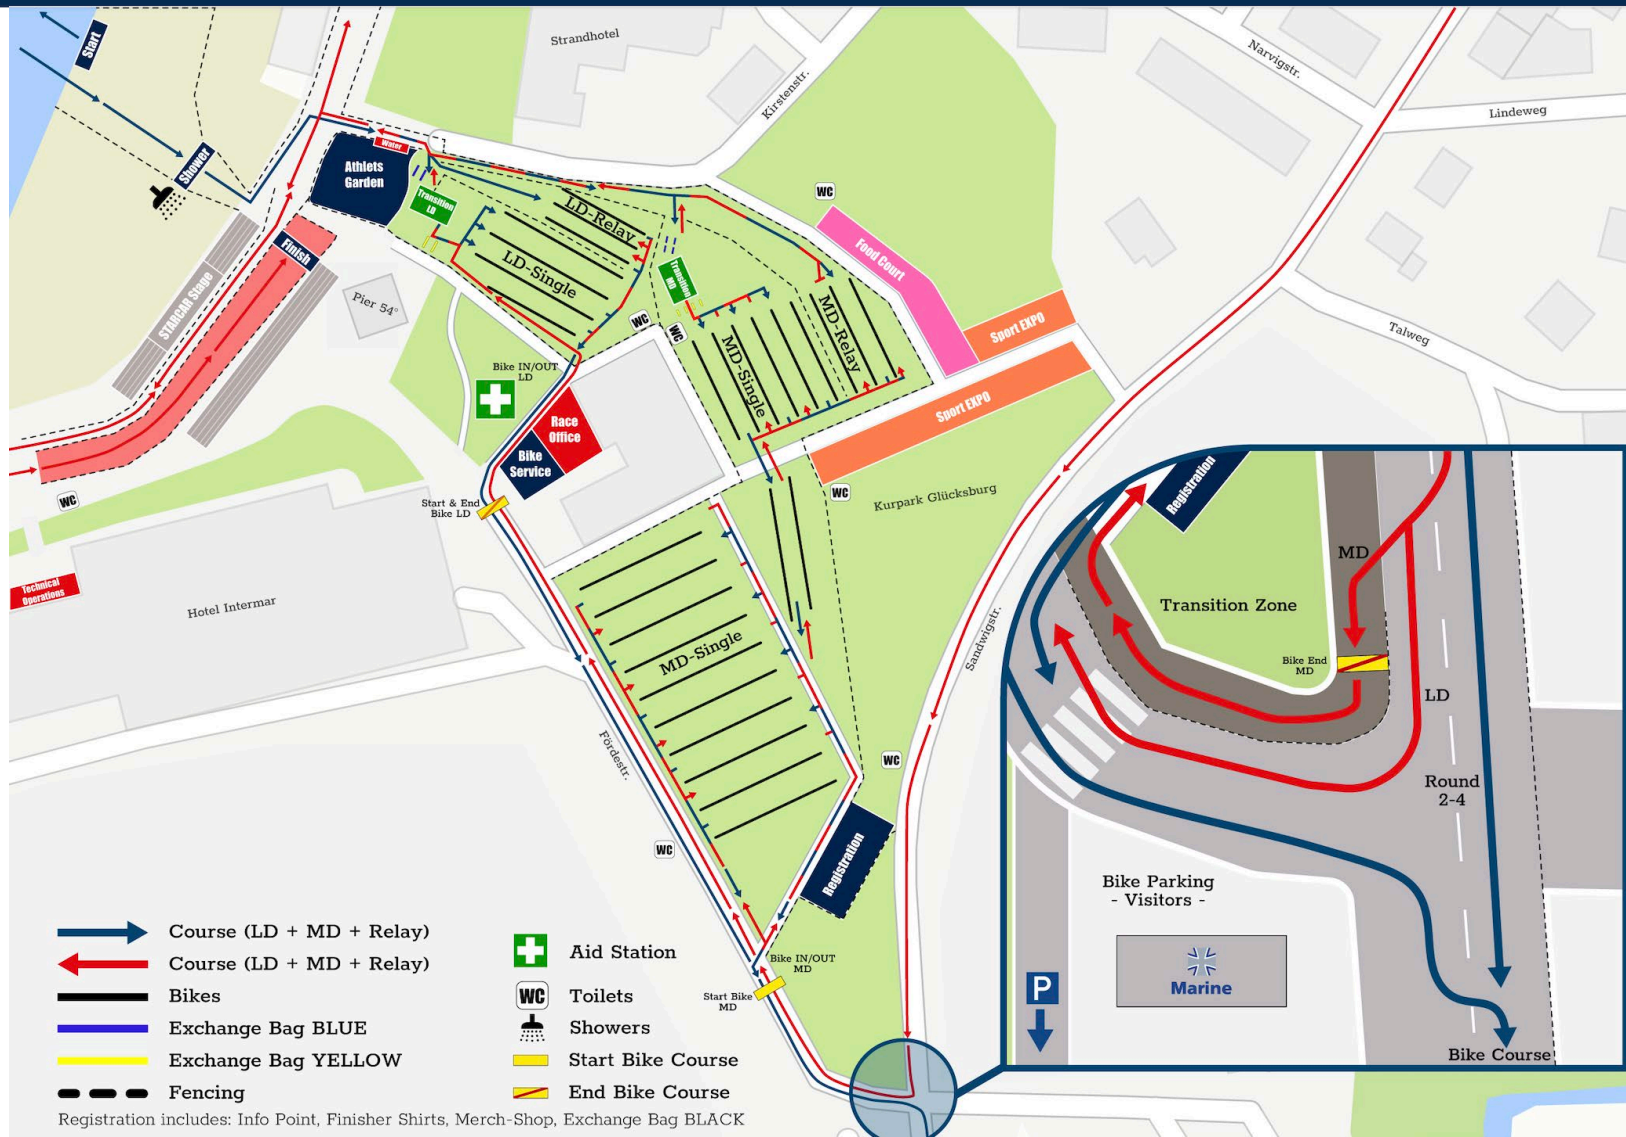 Start
Strandhotel
Kirstenstr.
Narvigstr.
Lindeweg
Shower
Water
Athlets
Garden
Transition
LD
WC
LD-Relay
LD-Single
Food Court
Finish
STARCAR Stage
Pier 54°
Transition
MD
WC
WC
MD-Relay
MD-Single
Sport EXPO
Sport EXPO
Talweg
Bike IN/OUT
LD
Race
Office
Bike
Service
WC
WC
Start & End
Bike LD
Kurpark Glücksburg
Technical
Operations
Hotel Intermar
MD-Single
Sandwigstr.
Fördestr.
WC
WC
Registration
Bike IN/OUT
MD
Start Bike
MD
Registration
MD
Transition Zone
Bike End
MD
LD
Round
2-4
Bike Parking
- Visitors -
P
Marine
Bike Course
Course (LD + MD + Relay)
Course (LD + MD + Relay)
Bikes
Exchange Bag BLUE
Exchange Bag YELLOW
Fencing
Aid Station
WC Toilets
Showers
Start Bike Course
End Bike Course
Registration includes: Info Point, Finisher Shirts, Merch-Shop, Exchange Bag BLACK